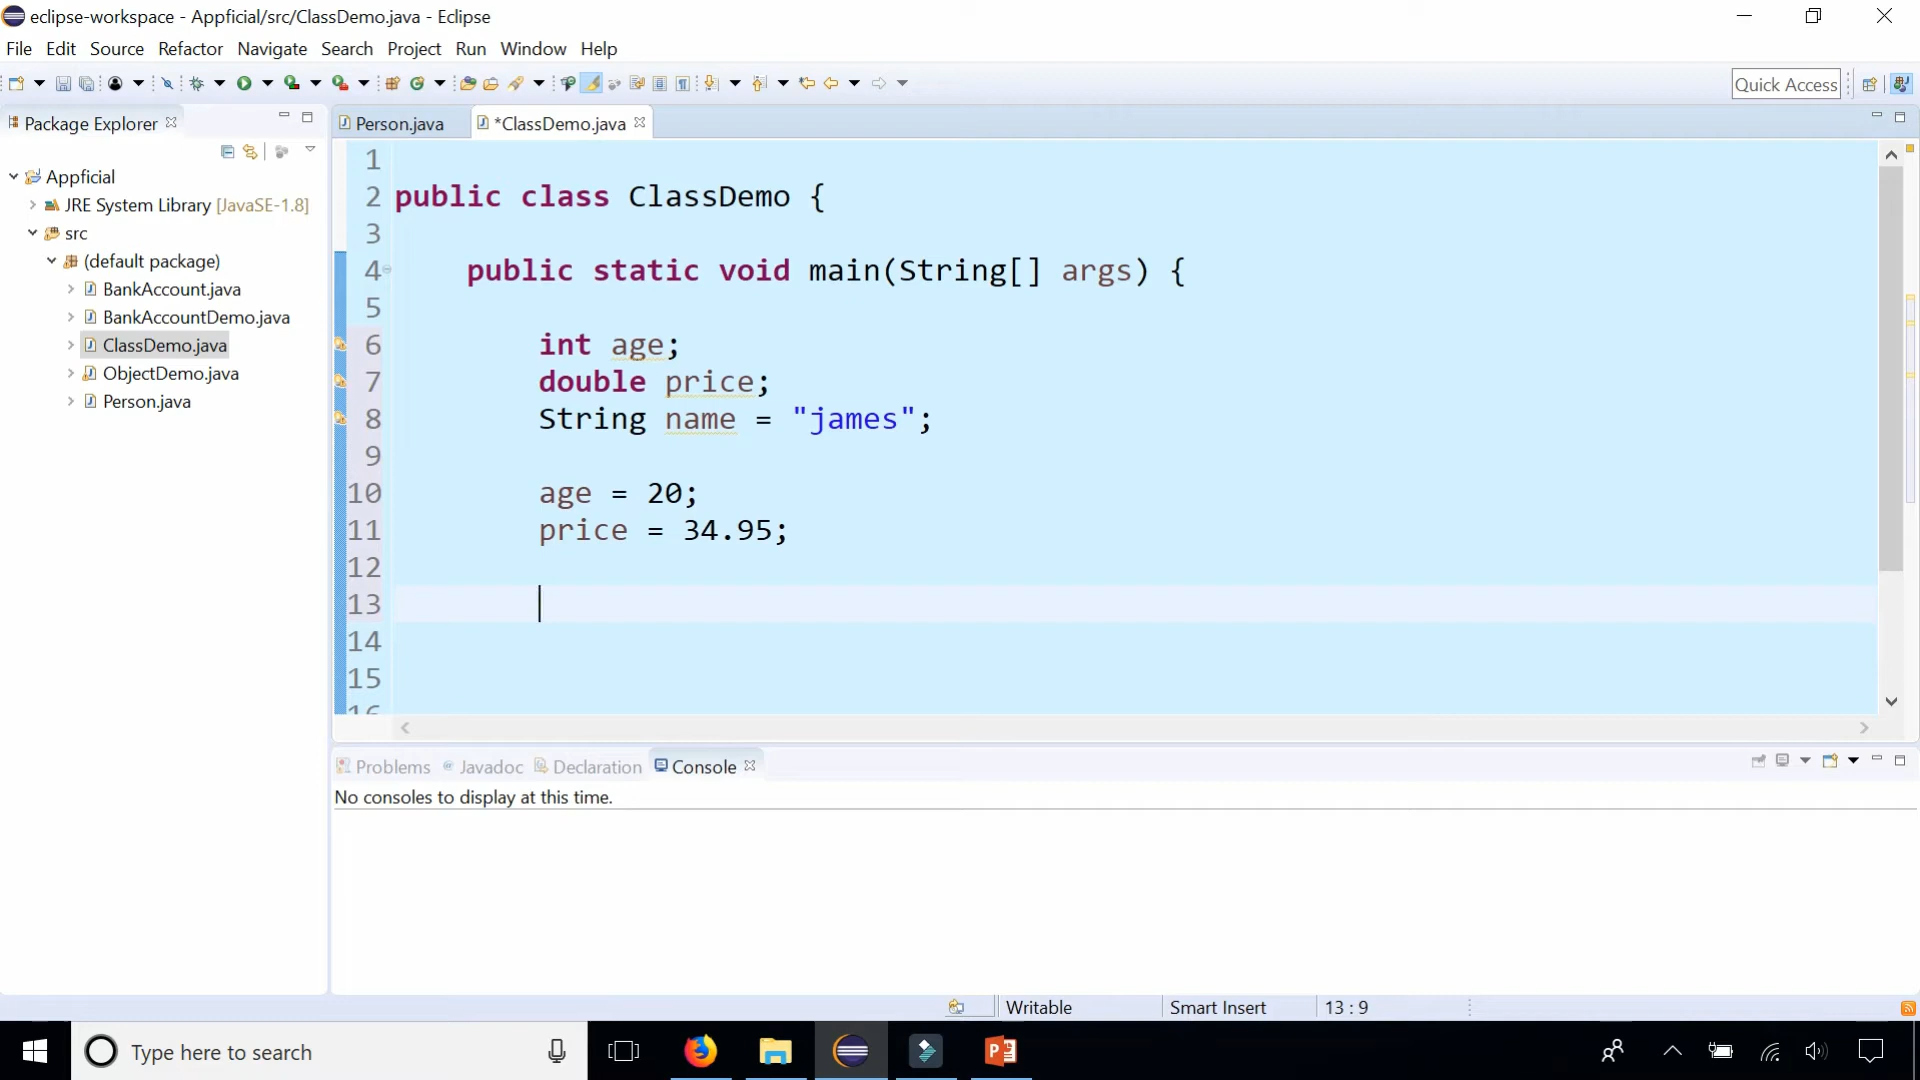 eclipse-workspace - Appficial/src/ClassDemo.java - Eclipse
File Edit Source Refactor Navigate Search Project Run Window Help
Quick Access
Package Explorer
Appficial
JRE System Library [JavaSE-1.8]
src
(default package)
BankAccount.java
BankAccountDemo.java
ClassDemo.java
ObjectDemo.java
Person.java
Person.java *ClassDemo.java
1
2 public class ClassDemo {
3
4 public static void main(String[] args) {
5
6 int age;
7 double price;
8 String name = "james";
9
10 age = 20;
11 price = 34.95;
12
13
14
15
16
Problems Javadoc Declaration Console
No consoles to display at this time.
Writable Smart Insert 13 : 9
Type here to search